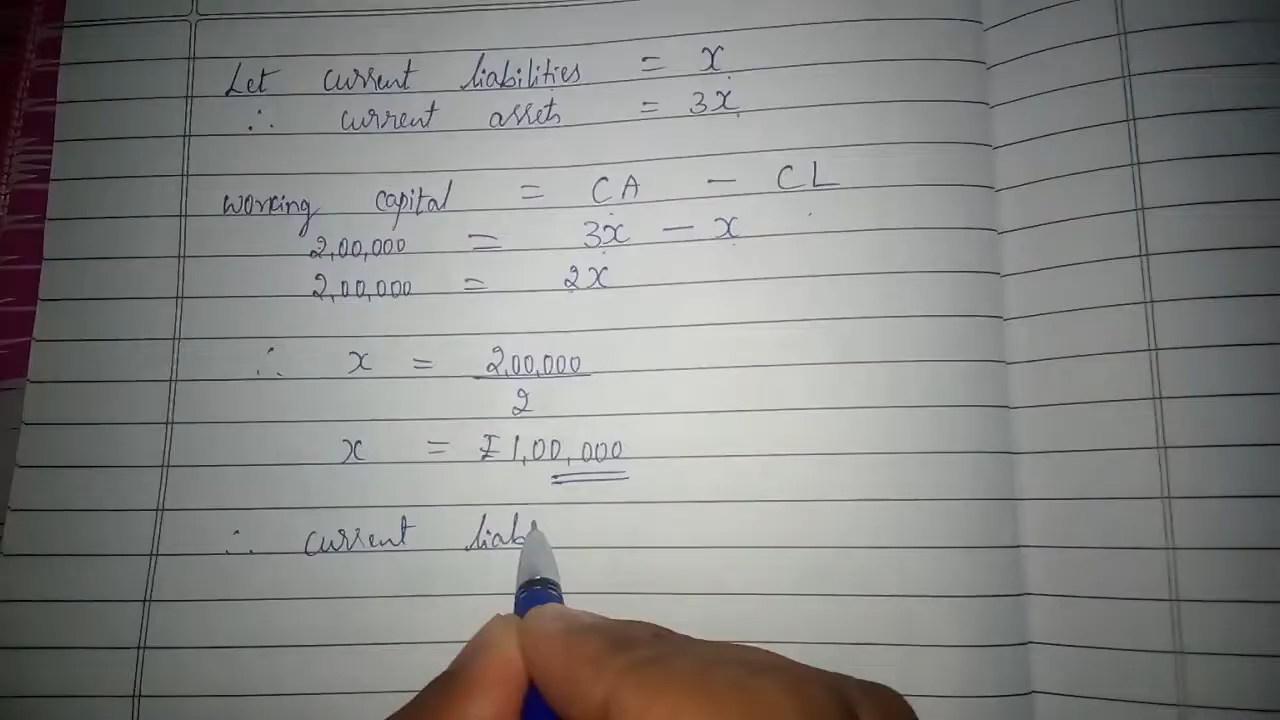 Let current liabilities = x
∴ current assets = 3x
working capital = CA - CL
2,00,000 = 3x - x
2,00,000 = 2x
∴ x = 2,00,000
2
x = ₹1,00,000
∴ current liab